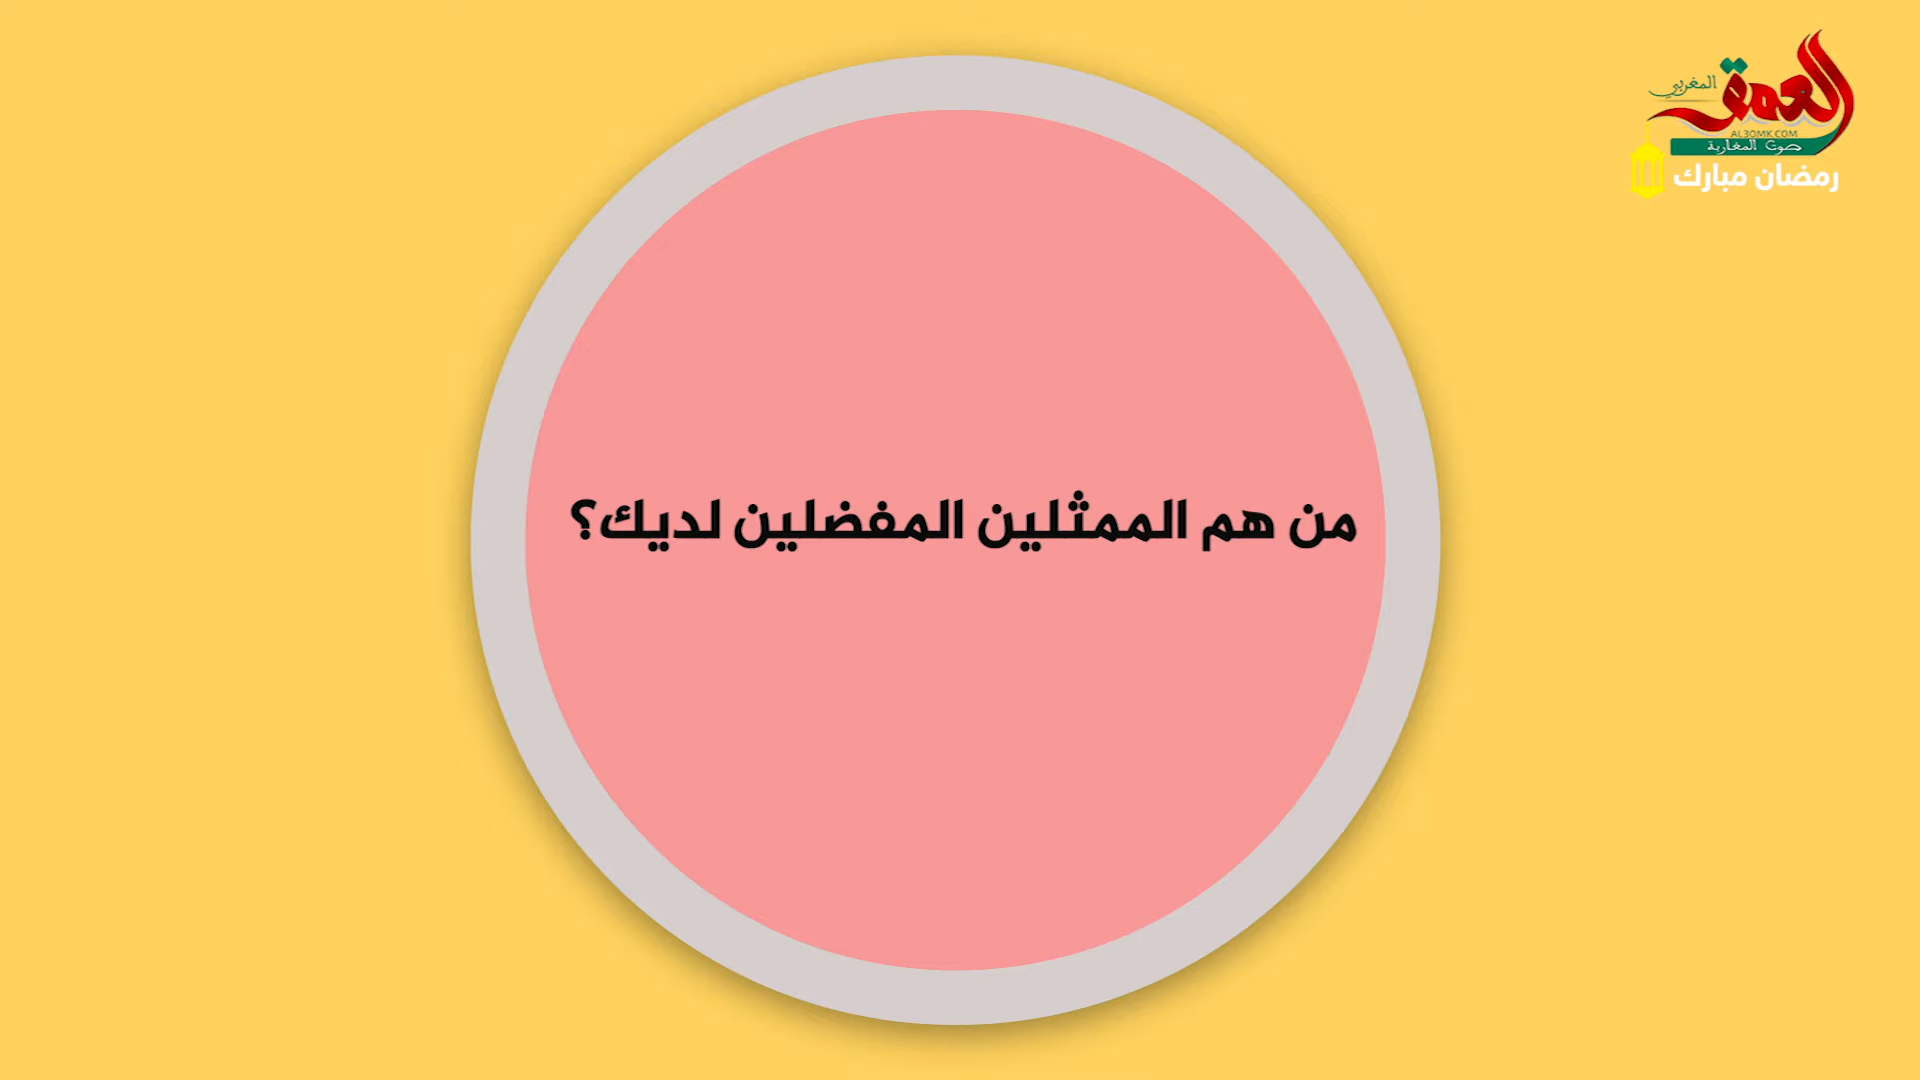 العمق
المغربي
AL3OMK.COM
صوت المغاربة
رمضان مبارك
من هم الممثلين المفضلين لديك؟